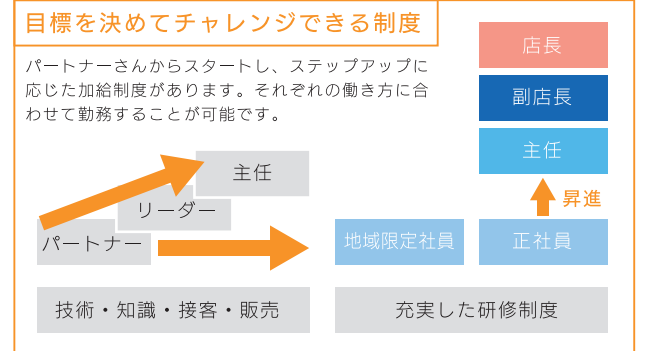 目標を決めてチャレンジできる制度
パートナーさんからスタートし、ステップアップに
応じた加給制度があります。それぞれの働き方に合
わせて勤務することが可能です。
店長
副店長
主任
昇進
主任
リーダー
パートナー
地域限定社員
正社員
技術・知識・接客・販売
充実した研修制度